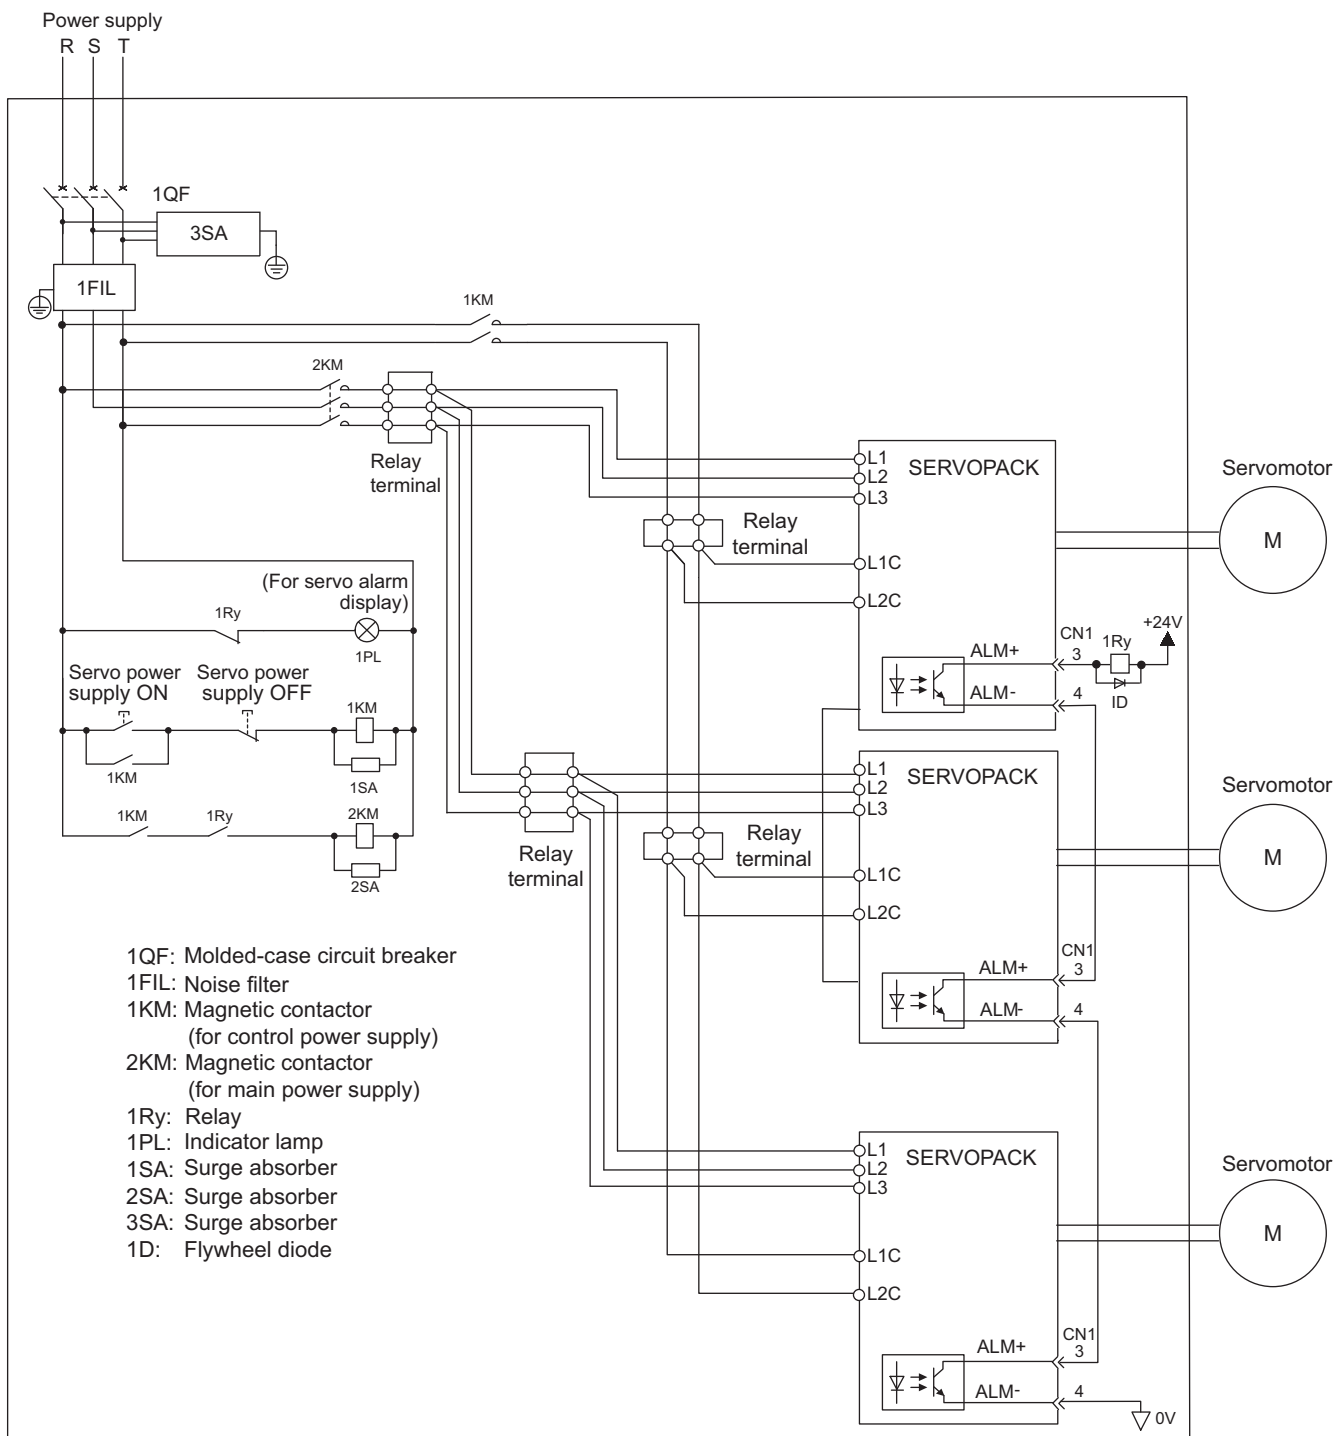 Power supply
R S T
1QF
3SA
1FIL
1KM
2KM
Relay
terminal
L1
L2
L3
SERVOPACK
Servomotor
M
Relay
terminal
L1C
L2C
(For servo alarm
display)
1Ry
1PL
ALM+
ALM-
CN1
3
4
1Ry
+24V
ID
Servo power
supply ON
Servo power
supply OFF
1KM
1KM
1SA
1KM
1Ry
2KM
2SA
Relay
terminal
L1
L2
L3
SERVOPACK
Servomotor
M
Relay
terminal
L1C
L2C
ALM+
ALM-
CN1
3
4
1QF: Molded-case circuit breaker
1FIL: Noise filter
1KM: Magnetic contactor
(for control power supply)
2KM: Magnetic contactor
(for main power supply)
1Ry: Relay
1PL: Indicator lamp
1SA: Surge absorber
2SA: Surge absorber
3SA: Surge absorber
1D: Flywheel diode
L1
L2
L3
SERVOPACK
Servomotor
M
L1C
L2C
ALM+
ALM-
CN1
3
4
0V